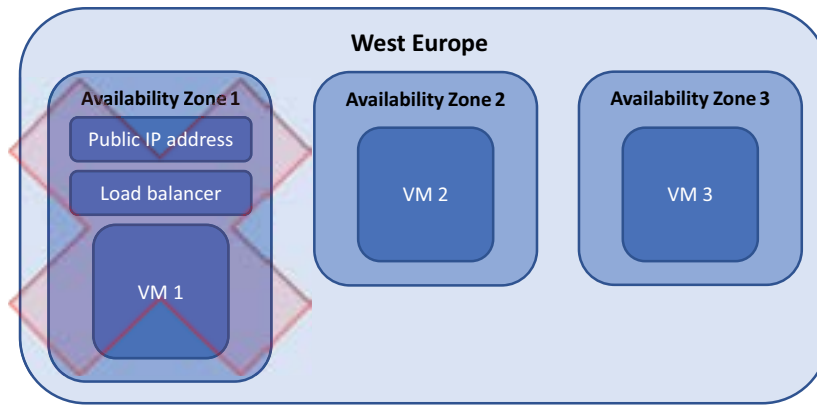 West Europe
Availability Zone 1
Public IP address
Load balancer
VM 1
Availability Zone 2
VM 2
Availability Zone 3
VM 3